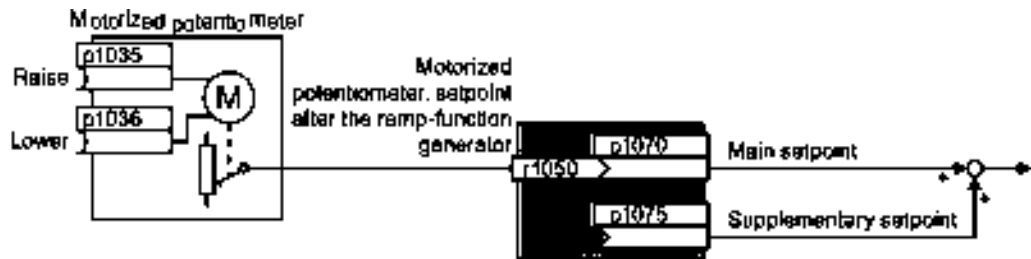 Motorized potentiometer
p1035
Raise
M
p1036
Lower
Motorized
potentiometer, setpoint
after the ramp-function
generator
p1070
r1050
Main setpoint
p1075
Supplementary setpoint
+
+